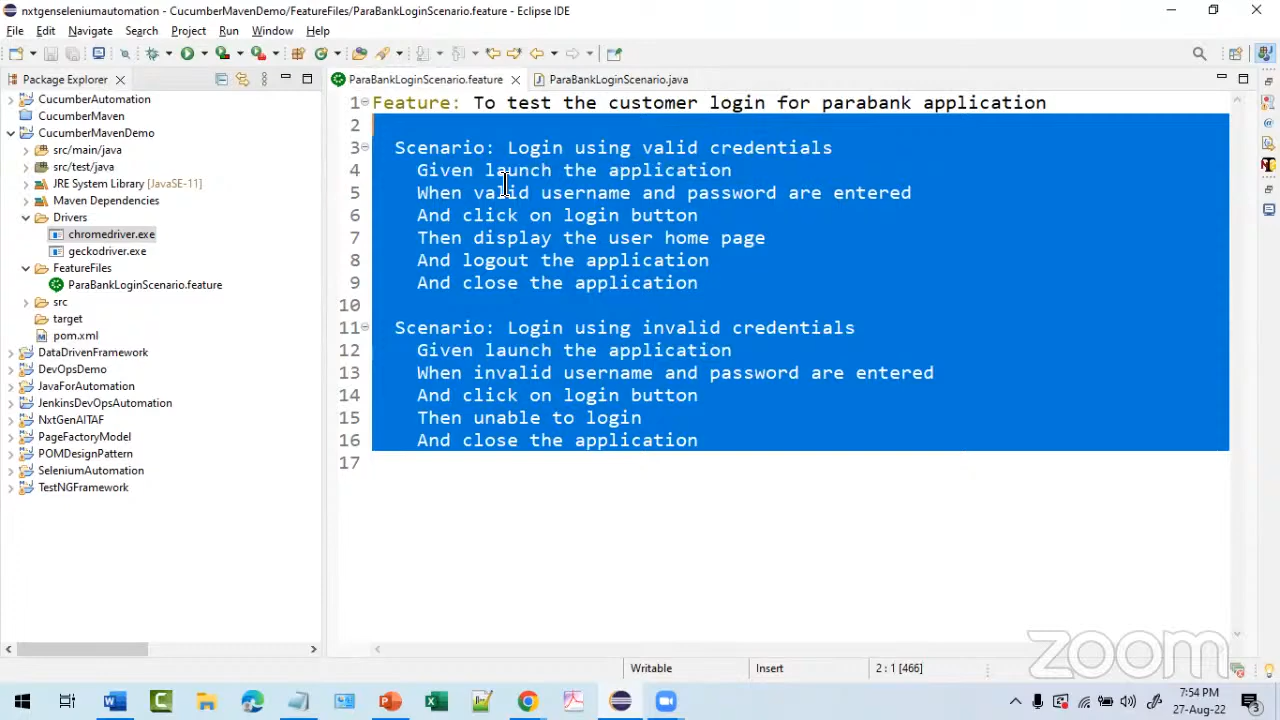 nxtgenseleniumautomation - CucumberMavenDemo/FeatureFiles/ParaBankLoginScenario.feature - Eclipse IDE
File Edit Navigate Search Project Run Window Help
Package Explorer
ParaBankLoginScenario.feature
ParaBankLoginScenario.java
CucumberAutomation
CucumberMaven
CucumberMavenDemo
src/main/java
src/test/java
JRE System Library [JavaSE-11]
Maven Dependencies
Drivers
chromedriver.exe
geckodriver.exe
FeatureFiles
ParaBankLoginScenario.feature
src
target
pom.xml
DataDrivenFramework
DevOpsDemo
JavaForAutomation
JenkinsDevOpsAutomation
NxtGenAITAF
PageFactoryModel
POMDesignPattern
SeleniumAutomation
TestNGFramework
1 Feature: To test the customer login for parabank application
2
3 Scenario: Login using valid credentials
4 Given launch the application
5 When valid username and password are entered
6 And click on login button
7 Then display the user home page
8 And logout the application
9 And close the application
10
11 Scenario: Login using invalid credentials
12 Given launch the application
13 When invalid username and password are entered
14 And click on login button
15 Then unable to login
16 And close the application
17
zoom
Writable
Insert
2 : 1 [466]
7:54 PM
27-Aug-22
3